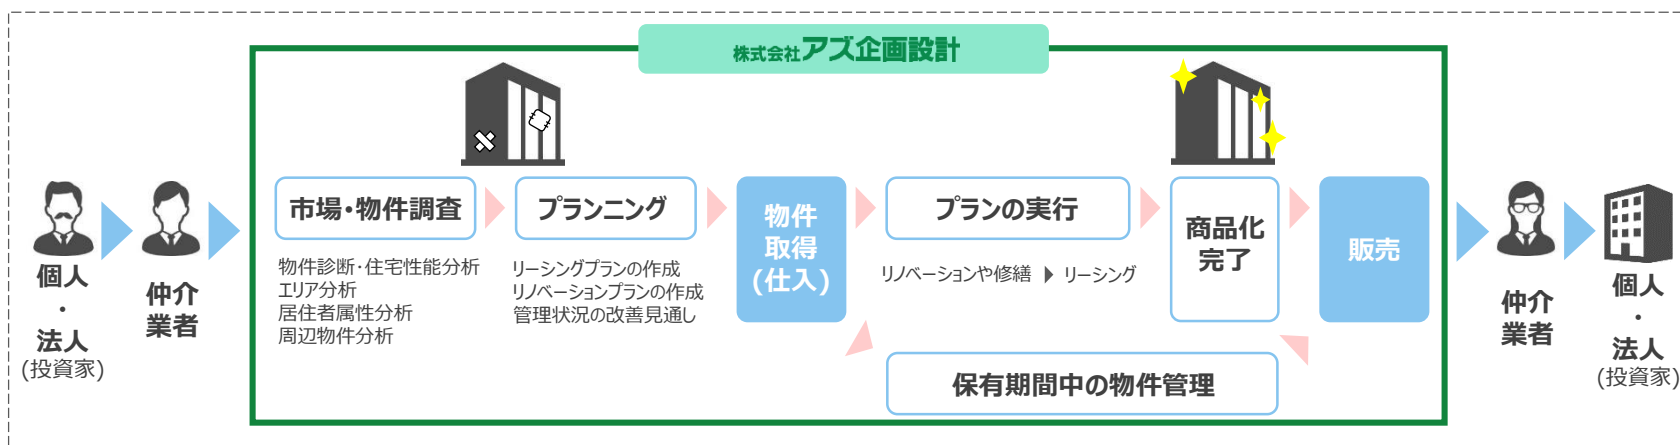 株式会社アズ企画設計
個人
・
法人
(投資家)
仲介
業者
市場・物件調査
物件診断・住宅性能分析
エリア分析
居住者属性分析
周辺物件分析
プランニング
リーシングプランの作成
リノベーションプランの作成
管理状況の改善見通し
物件
取得
(仕入)
プランの実行
リノベーションや修繕 ▶ リーシング
商品化
完了
保有期間中の物件管理
販売
仲介
業者
個人
・
法人
(投資家)